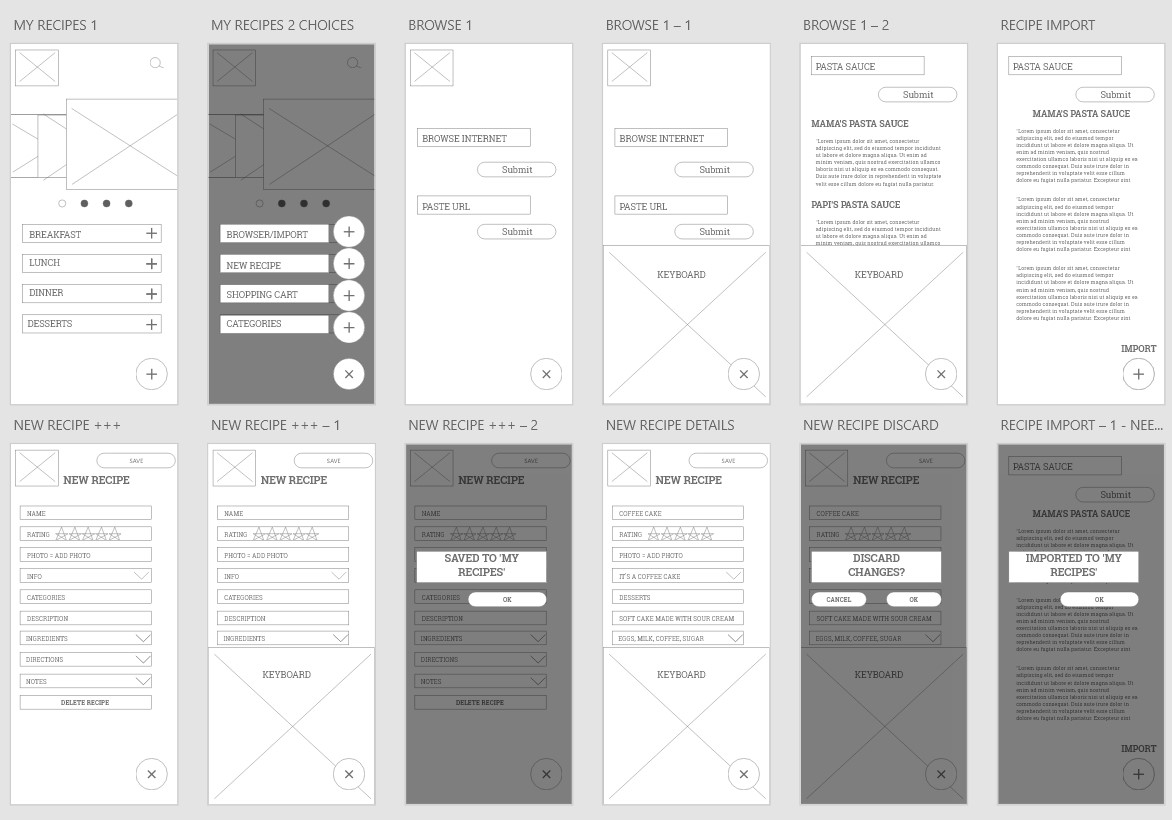 MY RECIPES 1
BREAKFAST
LUNCH
DINNER
DESSERTS
MY RECIPES 2 CHOICES
BROWSER/IMPORT
NEW RECIPE
SHOPPING CART
CATEGORIES
BROWSE 1
BROWSE INTERNET
Submit
PASTE URL
Submit
BROWSE 1 – 1
BROWSE INTERNET
Submit
PASTE URL
Submit
KEYBOARD
BROWSE 1 – 2
PASTA SAUCE
Submit
MAMA'S PASTA SAUCE
"Lorem ipsum dolor sit amet, consectetur
adipiscing elit, sed do eiusmod tempor incididunt
ut labore et dolore magna aliqua. Ut enim ad
minim veniam, quis nostrud
exercitation ullamco laboris nisi ut aliquip ex ea
commodo consequat.
Duis aute irure dolor in reprehenderit in voluptate
velit esse cillum dolore eu fugiat nulla pariatur.
PAPI'S PASTA SAUCE
"Lorem ipsum dolor sit amet, consectetur
adipiscing elit, sed do eiusmod tempor incididunt
ut labore et dolore magna aliqua. Ut enim ad
minim veniam, quis nostrud exercitation ullamco
KEYBOARD
RECIPE IMPORT
PASTA SAUCE
Submit
MAMA'S PASTA SAUCE
"Lorem ipsum dolor sit amet, consectetur
adipiscing elit, sed do eiusmod tempor
incididunt ut labore et dolore magna aliqua. Ut
enim ad minim veniam, quis nostrud
exercitation ullamco laboris nisi ut aliquip ex ea
commodo consequat. Duis aute irure dolor in
reprehenderit in voluptate velit esse cillum
dolore eu fugiat nulla pariatur. Excepteur sint
"Lorem ipsum dolor sit amet, consectetur
adipiscing elit, sed do eiusmod tempor
incididunt ut labore et dolore magna aliqua. Ut
enim ad minim veniam, quis nostrud
exercitation ullamco laboris nisi ut aliquip ex ea
commodo consequat. Duis aute irure dolor in
reprehenderit in voluptate velit esse cillum
dolore eu fugiat nulla pariatur. Excepteur sint
"Lorem ipsum dolor sit amet, consectetur
adipiscing elit, sed do eiusmod tempor
incididunt ut labore et dolore magna aliqua. Ut
enim ad minim veniam, quis nostrud
exercitation ullamco laboris nisi ut aliquip ex ea
commodo consequat. Duis aute irure dolor in
reprehenderit in voluptate velit esse cillum
dolore eu fugiat nulla pariatur. Excepteur sint
IMPORT
NEW RECIPE +++
SAVE
NEW RECIPE
NAME
RATING
PHOTO = ADD PHOTO
INFO
CATEGORIES
DESCRIPTION
INGREDIENTS
DIRECTIONS
NOTES
DELETE RECIPE
NEW RECIPE +++ – 1
SAVE
NEW RECIPE
NAME
RATING
PHOTO = ADD PHOTO
INFO
CATEGORIES
DESCRIPTION
INGREDIENTS
KEYBOARD
NEW RECIPE +++ – 2
SAVE
NEW RECIPE
NAME
RATING
SAVED TO 'MY
RECIPES'
CATEGORIES
OK
DESCRIPTION
INGREDIENTS
DIRECTIONS
NOTES
DELETE RECIPE
NEW RECIPE DETAILS
SAVE
NEW RECIPE
COFFEE CAKE
RATING
PHOTO = ADD PHOTO
IT'S A COFFEE CAKE
DESSERTS
SOFT CAKE MADE WITH SOUR CREAM
EGGS, MILK, COFFEE, SUGAR
KEYBOARD
NEW RECIPE DISCARD
SAVE
NEW RECIPE
COFFEE CAKE
RATING
DISCARD
CHANGES?
CANCEL
OK
SOFT CAKE MADE WITH SOUR CREAM
EGGS, MILK, COFFEE, SUGAR
KEYBOARD
RECIPE IMPORT – 1 - NEE...
PASTA SAUCE
Submit
MAMA'S PASTA SAUCE
"Lorem ipsum dolor sit amet, consectetur
adipiscing elit, sed do eiusmod tempor
incididunt ut labore et dolore magna aliqua. Ut
IMPORTED TO 'MY
RECIPES'
"Lorem ipsum
OK
adipiscing elit, sed do eiusmod tempor
incididunt ut labore et dolore magna aliqua. Ut
enim ad minim veniam, quis nostrud
exercitation ullamco laboris nisi ut aliquip ex ea
commodo consequat. Duis aute irure dolor in
reprehenderit in voluptate velit esse cillum
dolore eu fugiat nulla pariatur. Excepteur sint
"Lorem ipsum dolor sit amet, consectetur
adipiscing elit, sed do eiusmod tempor
incididunt ut labore et dolore magna aliqua. Ut
enim ad minim veniam, quis nostrud
exercitation ullamco laboris nisi ut aliquip ex ea
commodo consequat. Duis aute irure dolor in
reprehenderit in voluptate velit esse cillum
dolore eu fugiat nulla pariatur. Excepteur sint
IMPORT